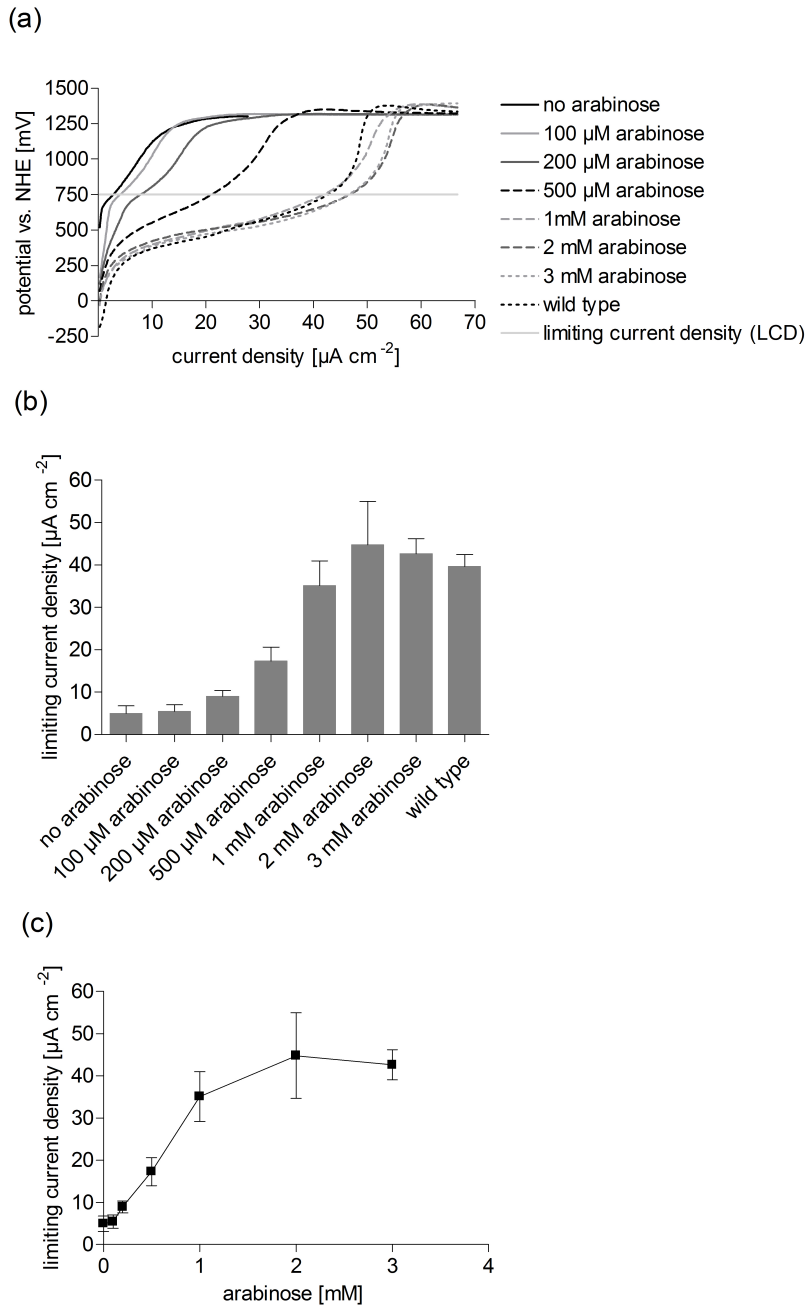 (a)
1500
1250
1000
750
500
250
0
-250
potential vs. NHE [mV]
10 20 30 40 50 60 70
current density [µA cm⁻²]
no arabinose
100 µM arabinose
200 µM arabinose
500 µM arabinose
1mM arabinose
2 mM arabinose
3 mM arabinose
wild type
limiting current density (LCD)
(b)
60
50
40
30
20
10
0
limiting current density [µA cm⁻²]
no arabinose
100 µM arabinose
200 µM arabinose
500 µM arabinose
1 mM arabinose
2 mM arabinose
3 mM arabinose
wild type
(c)
60
50
40
30
20
10
0
limiting current density [µA cm⁻²]
0 1 2 3 4
arabinose [mM]